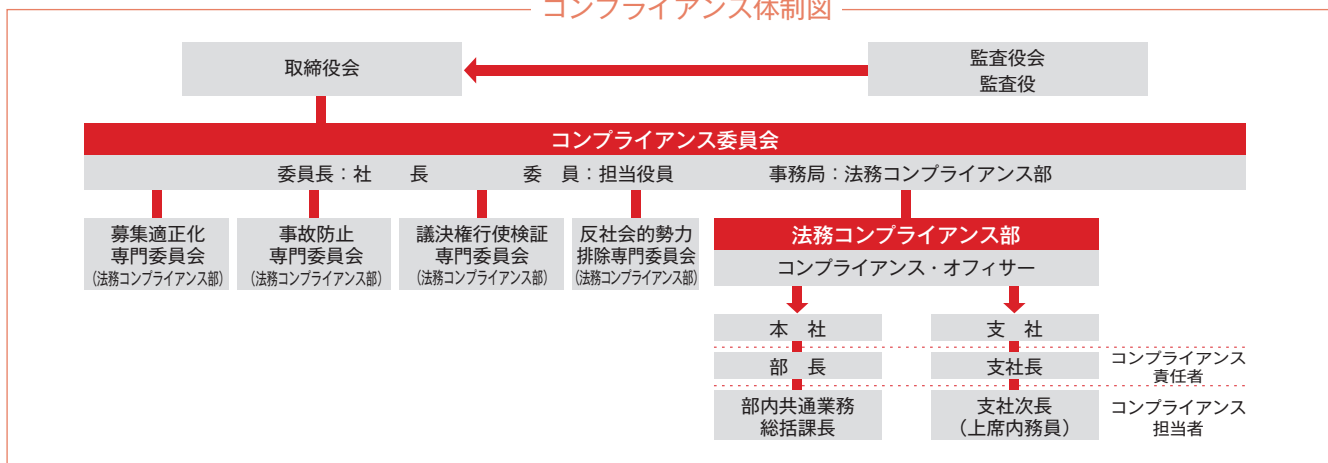 コンプライアンス体制図
取締役会
監査役会
監査役
コンプライアンス委員会
委員長：社　長　委　員：担当役員　事務局：法務コンプライアンス部
募集適正化
専門委員会
(法務コンプライアンス部)
事故防止
専門委員会
(法務コンプライアンス部)
議決権行使検証
専門委員会
(法務コンプライアンス部)
反社会的勢力
排除専門委員会
(法務コンプライアンス部)
法務コンプライアンス部
コンプライアンス・オフィサー
本　社
支　社
部　長
支社長
コンプライアンス
責任者
部内共通業務
総括課長
支社次長
（上席内務員）
コンプライアンス
担当者